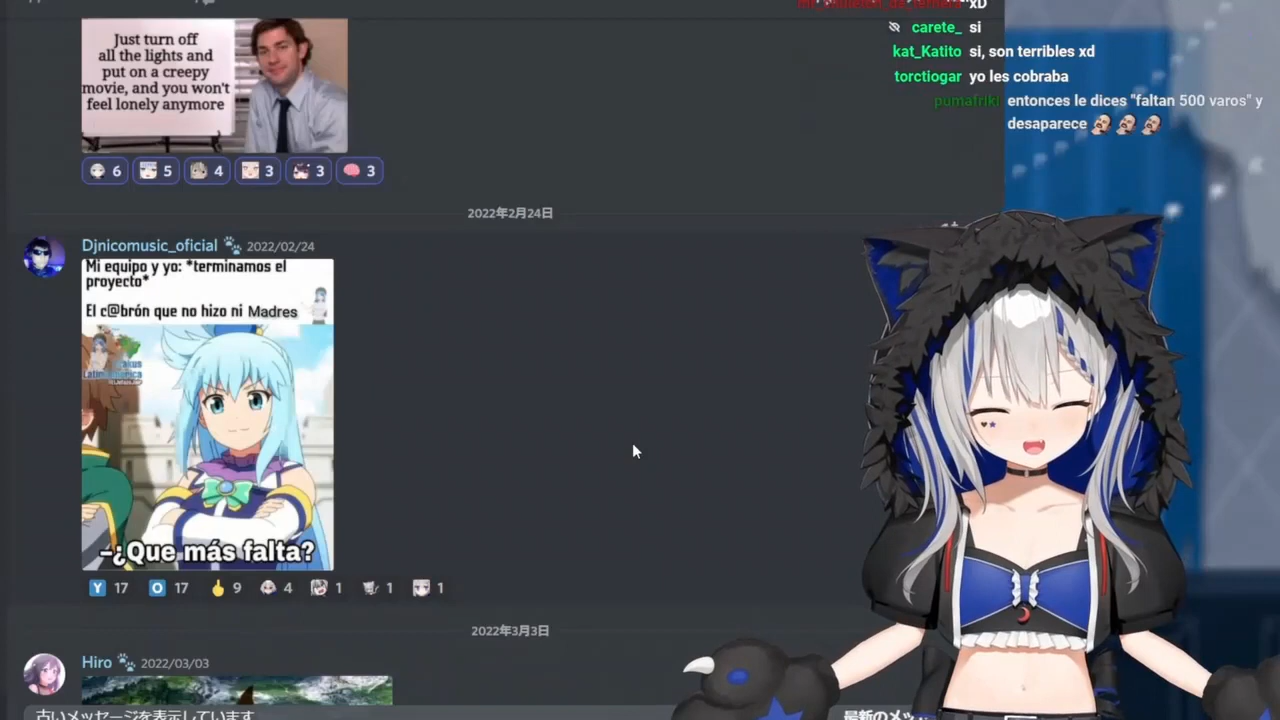 xD
carete_ si
kat_Katito si, son terribles xd
torctiogar yo les cobraba
pumafriki entonces le dices "faltan 500 varos" y
desaparece
Just turn off
all the lights and
put on a creepy
movie, and you won't
feel lonely anymore
6 5 4 3 3 3
2022年2月24日
Djnicomusic_oficial 2022/02/24
Mi equipo y yo: *terminamos el
proyecto*
El c@brón que no hizo ni Madres
-¿Que más falta?
Y 17 O 17 9 4 1 1 1
2022年3月3日
Hiro 2022/03/03
古いメッセージを表示しています
最新のメッ